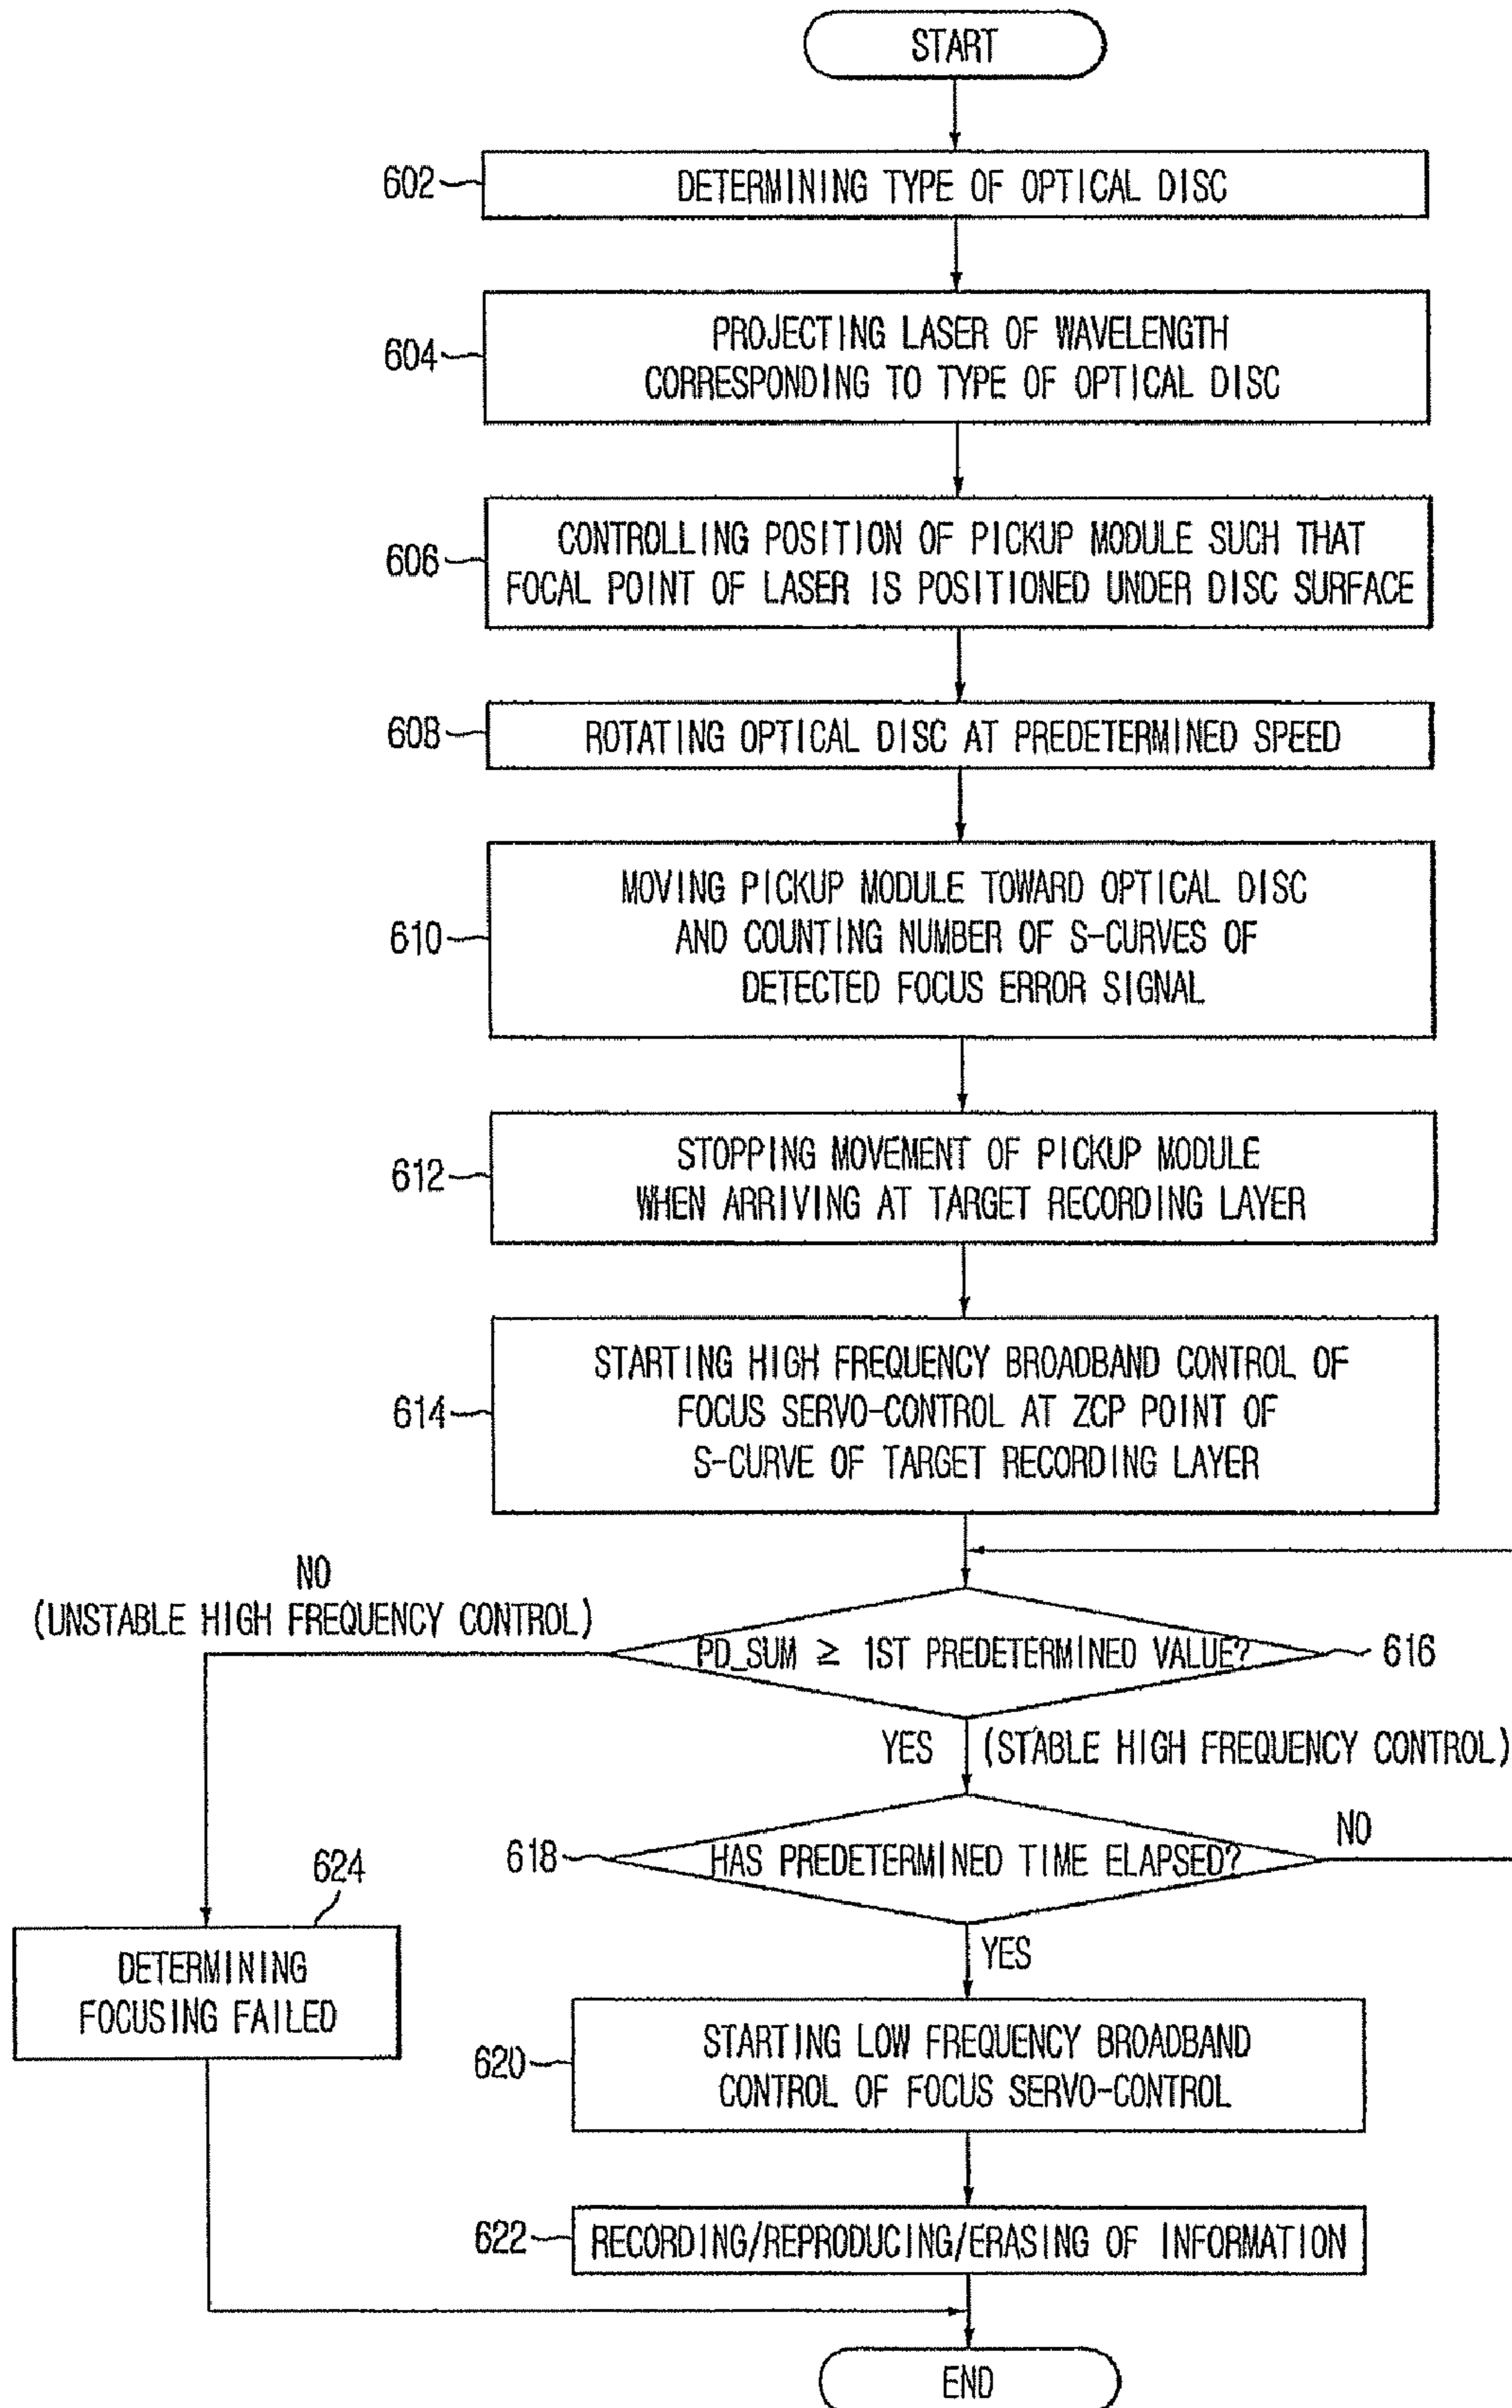 START
602
DETERMINING TYPE OF OPTICAL DISC
604
PROJECTING LASER OF WAVELENGTH
CORRESPONDING TO TYPE OF OPTICAL DISC
606
CONTROLLING POSITION OF PICKUP MODULE SUCH THAT
FOCAL POINT OF LASER IS POSITIONED UNDER DISC SURFACE
608
ROTATING OPTICAL DISC AT PREDETERMINED SPEED
610
MOVING PICKUP MODULE TOWARD OPTICAL DISC
AND COUNTING NUMBER OF S-CURVES OF
DETECTED FOCUS ERROR SIGNAL
612
STOPPING MOVEMENT OF PICKUP MODULE
WHEN ARRIVING AT TARGET RECORDING LAYER
614
STARTING HIGH FREQUENCY BROADBAND CONTROL OF
FOCUS SERVO-CONTROL AT ZCP POINT OF
S-CURVE OF TARGET RECORDING LAYER
NO
(UNSTABLE HIGH FREQUENCY CONTROL)
PD_SUM ≥ 1ST PREDETERMINED VALUE?
616
YES (STABLE HIGH FREQUENCY CONTROL)
618
HAS PREDETERMINED TIME ELAPSED?
NO
YES
624
DETERMINING
FOCUSING FAILED
620
STARTING LOW FREQUENCY BROADBAND
CONTROL OF FOCUS SERVO-CONTROL
622
RECORDING/REPRODUCING/ERASING OF INFORMATION
END